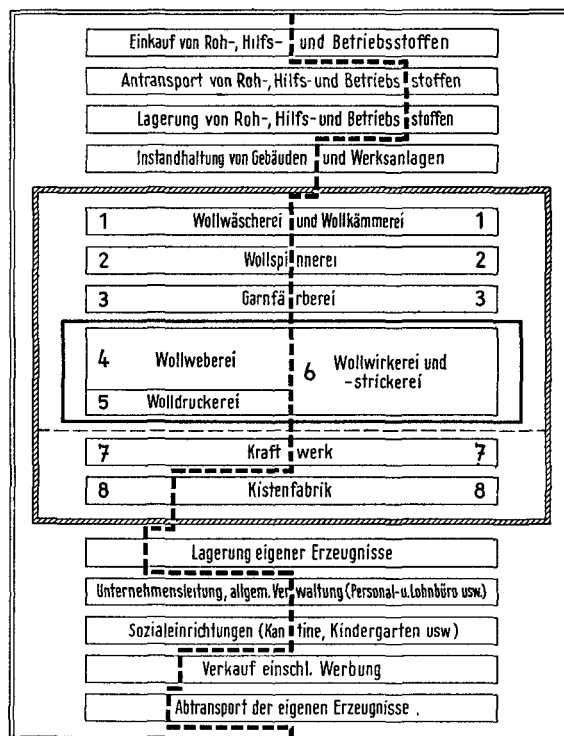 Einkauf von Roh-, Hilfs- und Betriebsstoffen
Antransport von Roh-, Hilfs- und Betriebsstoffen
Lagerung von Roh-, Hilfs- und Betriebsstoffen
Instandhaltung von Gebäuden und Werksanlagen
1 Wollwäscherei und Wollkämmerei 1
2 Wollspinnerei 2
3 Garnfärberei 3
4 Wollweberei
5 Wolldruckerei
6 Wollwirkerei und
-strickerei
7 Kraftwerk 7
8 Kistenfabrik 8
Lagerung eigener Erzeugnisse
Unternehmensleitung, allgem. Verwaltung (Personal-u. Lohnbüro usw.)
Sozialeinrichtungen (Kantine, Kindergarten usw)
Verkauf einschl. Werbung
Abtransport der eigenen Erzeugnisse .